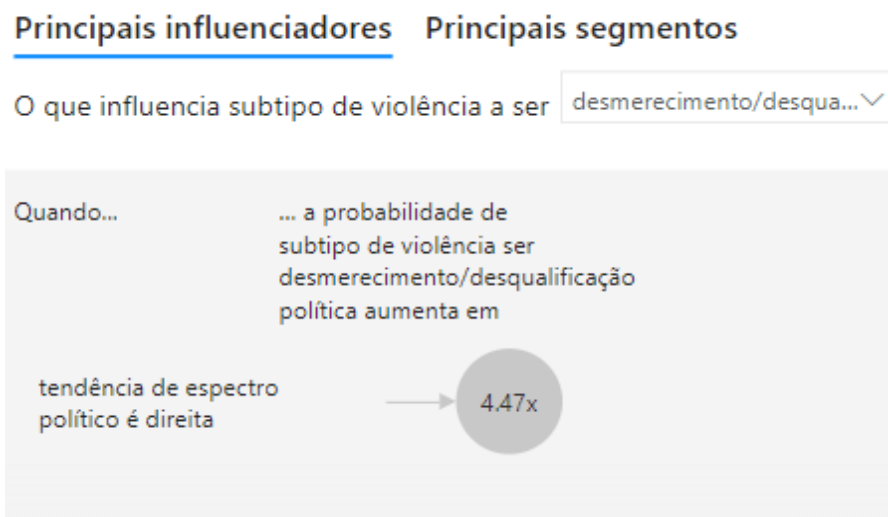 Principais influenciadores Principais segmentos
O que influencia subtipo de violência a ser desmerecimento/desqua...
Quando...
... a probabilidade de
subtipo de violência ser
desmerecimento/desqualificação
política aumenta em
tendência de espectro
político é direita
4.47x